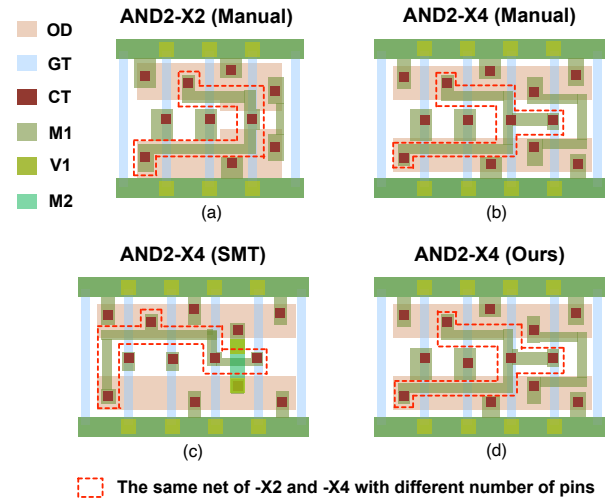 AND2-X2 (Manual)
AND2-X4 (Manual)
OD
GT
CT
M1
V1
M2
(a)
(b)
AND2-X4 (SMT)
AND2-X4 (Ours)
(c)
(d)
The same net of -X2 and -X4 with different number of pins